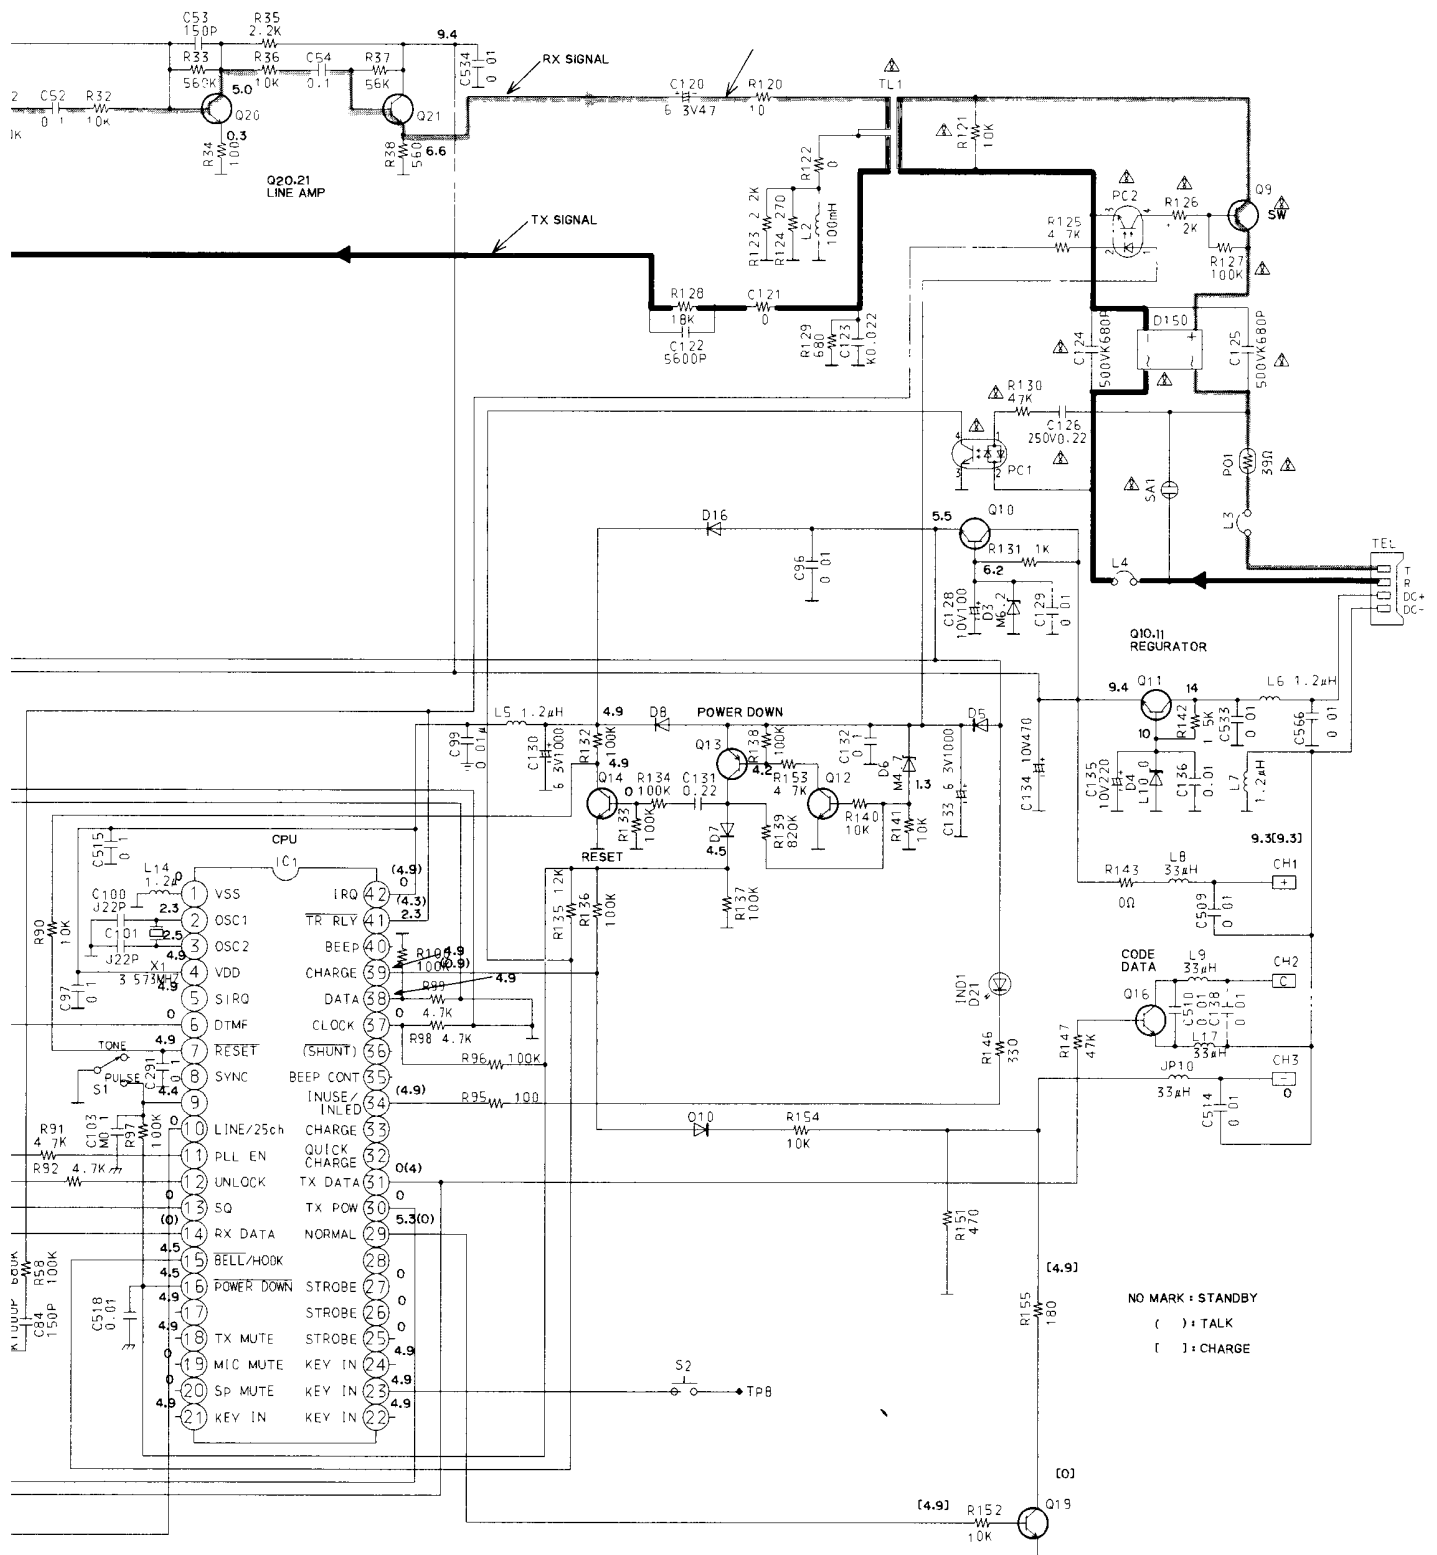 C53
150P
R35
2.2K
R33
560K
R36
10K
C54
0.1
R37
56K
9.4
C534
0.01
RX SIGNAL
C52
R32
10K
5.0
Q20
0.3
R34
100
Q21
R38
560
6.6
Q20.21
LINE AMP
C120
6.3V47
R120
10
TL1
R121
10K
R122
0
R123 2.2K
R124 270
L2
100mH
TX SIGNAL
R128
18K
C122
5600P
C121
0
R129
680
C123
K0.022
PC2
3
4
2
1
R125
4.7K
R126
2K
Q9
SW
R127
100K
C124
500VK680P
D150
C125
500VK680P
R130
47K
C126
250V0.22
PC1
4
1
3
2
SA1
PO1
39Ω
L3
L4
TEL
T
R
DC+
DC-
D16
C96
0.01
5.5
Q10
R131 1K
6.2
C128
10V100
D3
M6.2
C129
0.01
Q10.11
REGURATOR
Q11
9.4
14
10
R142
1.5K
C533
0.01
L6 1.2µH
C566
0.01
C134 10V470
C135
10V220
D4
L10.0
C136
0.01
L7
1.2µH
L5 1.2µH
C99
0.01µ
C130
6.3V1000
4.9
R132
100K
4.9
D8
POWER DOWN
Q13
R138
100K
4.2
R153
4.7K
C132
0.1
D6
M4.7
1.3
D5
C133 6.3V1000
Q14
0
R134
100K
R133
100K
C131
0.22
Q12
R140
10K
R141
10K
D7
4.5
R139
820K
RESET
CPU
IC1
C515
0.1
L14
1.2µ
C100
J22P
C101
J22P
X1
3.573MHZ
C97
0.1
R90
10K
R135 12K
R136
100K
R137
100K
0
1 VSS
2.3
2 OSC1
2.5
3 OSC2
4.9
4 VDD
4.9
5 SIRQ
0
6 DTMF
4.9
7 RESET
8 SYNC
4.4
9
0
10 LINE/25ch
11 PLL EN
12 UNLOCK
0
13 SQ
(0)
14 RX DATA
4.5
15 BELL/HOOK
4.5
16 POWER DOWN
4.9
17
4.9
18 TX MUTE
0
19 MIC MUTE
0
20 SP MUTE
4.9
21 KEY IN
(4.9)
0
IRQ 42
(4.3)
2.3
TR RLY 41
BEEP 40
4.9
(0.9)
CHARGE 39
4.9
DATA 38
0
CLOCK 37
(SHUNT) 36
BEEP CONT 35
(4.9)
INUSE/
INLED 34
CHARGE 33
QUICK
CHARGE 32
0(4)
TX DATA 31
0
TX POW 30
5.3(0)
NORMAL 29
28
0
STROBE 27
0
STROBE 26
0
STROBE 25
4.9
KEY IN 24
4.9
KEY IN 23
4.9
KEY IN 22
100K
R99
4.7K
R98 4.7K
R96 100K
R95 100
TONE
PULSE
S1
C291
0.1
C103
M0.1
R97
100K
R91
4.7K
R92 4.7K
R58
100K
C84
150P
C518
0.01
R143
0Ω
L8
33µH
9.3[9.3]
CH1
+
C509
0.01
CODE
DATA
L9
33µH
CH2
C
Q16
C510
0.01
C138
0.01
L17
33µH
R147
47K
CH3
-
0
JP10
33µH
C514
0.01
IND1
D21
R146
330
D10
R154
10K
R151
470
[4.9]
R155
180
NO MARK : STANDBY
( ) : TALK
[ ] : CHARGE
S2
TP8
[0]
[4.9]
R152
10K
Q19